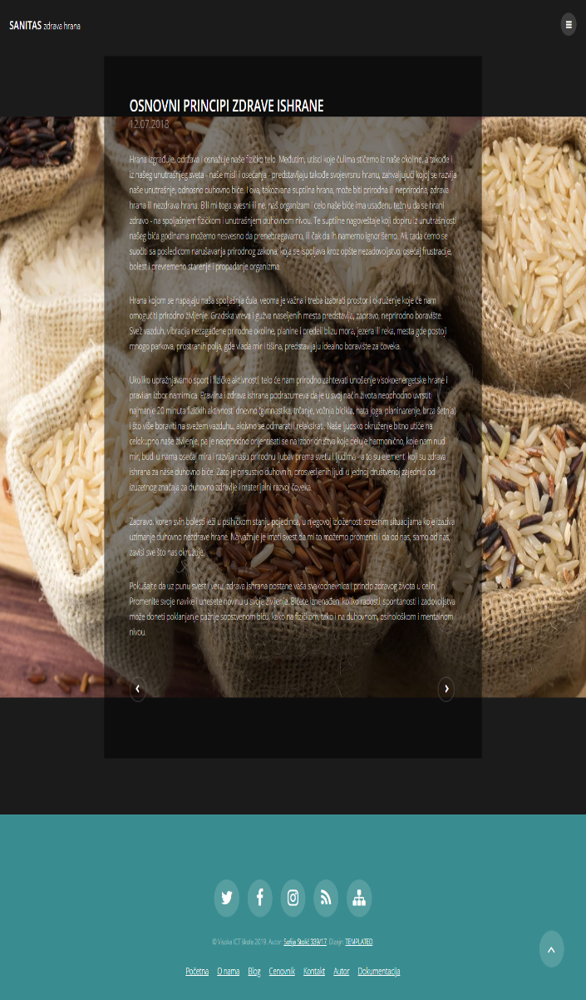 SANITAS zdrava hrana
OSNOVNI PRINCIPI ZDRAVE ISHRANE
12.07.2018
Hrana izgrađuje, održava i osnažuje naše fizičko telo. Međutim, utisci koje čulima stičemo iz naše okoline, a takođe i
iz našeg unutrašnjeg sveta - naše misli i osećanja - predstavljaju takođe svojevrsnu hranu, zahvaljujući kojoj se razvija
naše unutrašnje, odnosno duhovno biće. I ova, takozvana suptilna hrana, može biti prirodna ili neprirodna, zdrava
hrana ili nezdrava hrana. Bili mi toga svesni ili ne, naš organizam i celo naše biće ima usađenu težnju da se hrani
zdravo - na spoljašnjem fizičkom i unutrašnjem duhovnom nivou. Te suptilne nagoveštaje koji dopiru iz unutrašnjosti
našeg bića godinama možemo nesvesno da prenebregavamo, ili čak da ih namerno ignorišemo. Ali, tada ćemo se
suočiti sa posledicom narušavanja prirodnog zakona, koja se ispoljava kroz opšte nezadovoljstvo, osećaj frustracije,
bolest i prevremeno starenje i propadanje organizma.
Hrana kojom se napajaju naša spoljašnja čula, veoma je važna i treba izabrati prostor i okruženje koje će nam
omogućiti prirodno življenje. Gradska vreva i gužva naseljenih mesta predstavlja, zapravo, neprirodno boravište.
Svež vazduh, vibracija nezagađene prirodne okoline, planine i predeli blizu mora, jezera ili reka, mesta gde postoji
mnogo parkova, prostranih polja, gde vlada mir i tišina, predstavljaju idealno boravište za čoveka.
Ukoliko upražnjavamo sport i fizičke aktivnosti, telo će nam prirodno zahtevati unošenje visokoenergetske hrane i
pravilan izbor namirnica. Pravilna i zdrava ishrana podrazumeva da je u svoj način života neophodno uvrstiti
najmanje 20 minuta fizičkih aktivnosti dnevno (gimnastika, trčanje, vožnja bicikla, hata joga, planinarenje, brza šetnja)
i što više boraviti na svežem vazduhu, aktivno se odmarati i relaksirati. Naše ljudsko okruženje bitno utiče na
celokupno naše življenje, pa je neophodno orijentisati se na izbor društva koje deluje harmonično, koje nam nudi
mir, budi u nama osećaj mira i razvija našu prirodnu ljubav prema svetu i ljudima - a to su elementi koji su zdrava
ishrana za naše duhovno biće. Zato je prisustvo duhovnih, prosvetljenih ljudi u jednoj društvenoj zajednici od
izuzetnog značaja za duhovno zdravlje i materijalni razvoj čoveka.
Zapravo, koren svih bolesti leži u psihičkom stanju pojedinca, u njegovoj izloženosti stresnim situacijama koje izaziva
uzimanje duhovno nezdrave hrane. Najvažnije je imati svest da mi to možemo promeniti i da od nas, samo od nas,
zavisi sve što nas okružuje.
Pokušajte da uz punu svest i veru, zdrava ishrana postane vaša svakodnevnica i princip zdravog života u celini.
Promenite svoje navike i unesete novinu u svoje življenje. Bićete iznenađeni koliko radosti, spontanosti i zadovoljstva
može doneti poklanjanje pažnje sopstvenom biću, kako na fizičkom, tako i na duhovnom, psihološkom i mentalnom
nivou.
© Visoka ICT škola 2019. Autor: Sofija Stolić 339/17. Dizajn: TEMPLATED
Početna O nama Blog Cenovnik Kontakt Autor Dokumentacija